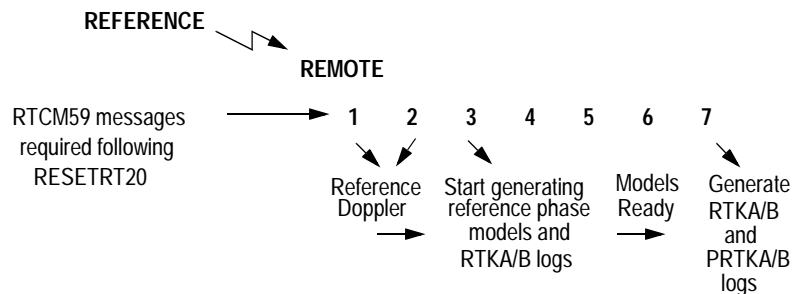 REFERENCE
REMOTE
RTCM59 messages
required following
RESETRT20
1 2 3 4 5 6 7
Reference
Doppler
Start generating
reference phase
models and
RTKA/B logs
Models
Ready
Generate
RTKA/B
and
PRTKA/B
logs